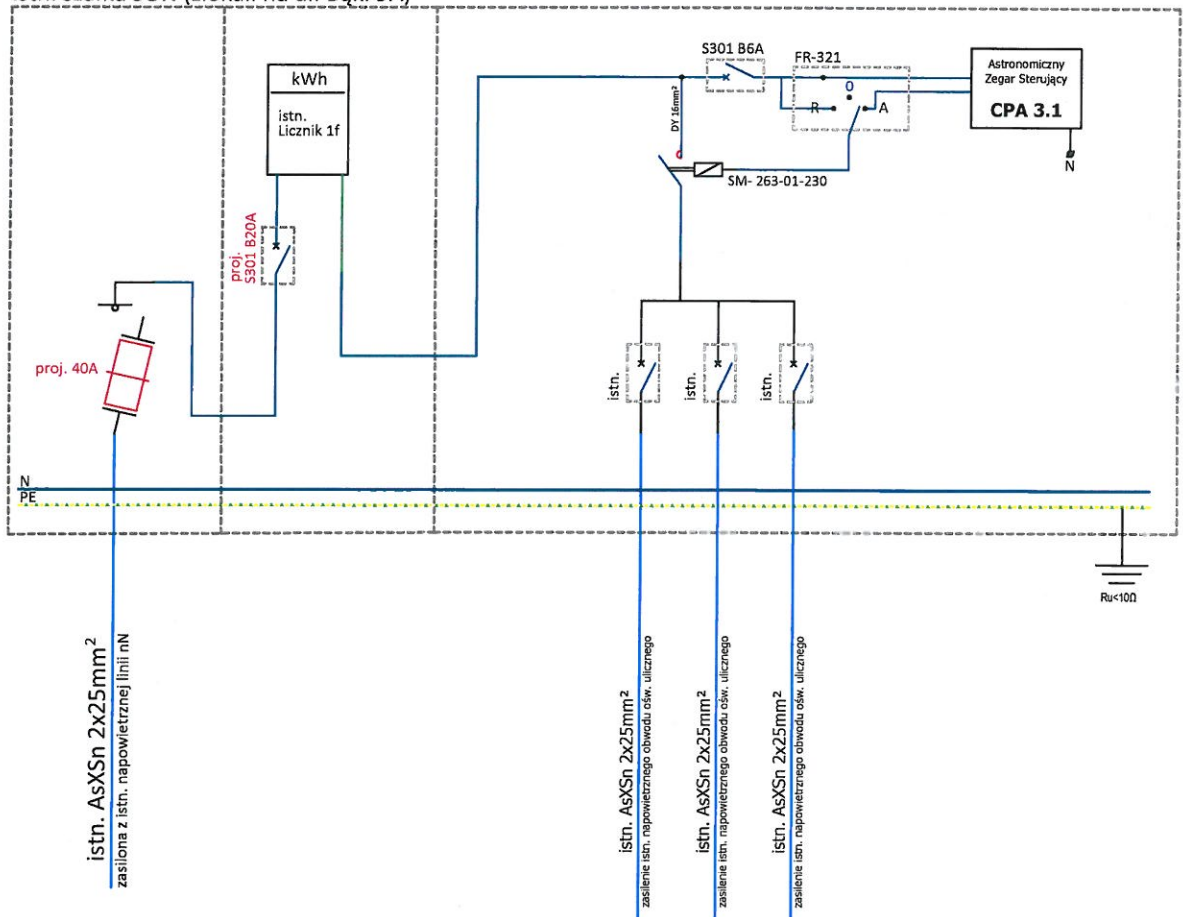 kWh
istn.
Licznik 1f
proj.
S301 B20A
proj. 40A
S301 B6A
FR-321
O
R
A
DY 16mm²
SM- 263-01-230
Astronomiczny
Zegar Sterujący
CPA 3.1
N
istn.
istn.
istn.
N
PE
Ru<10Ω
istn. AsXSn 2x25mm²
zasilona z istn. napowietrznej linii nN
istn. AsXSn 2x25mm²
zasilenie istn. napowietrznego obwodu ośw. ulicznego
istn. AsXSn 2x25mm²
zasilenie istn. napowietrznego obwodu ośw. ulicznego
istn. AsXSn 2x25mm²
zasilenie istn. napowietrznego obwodu ośw. ulicznego